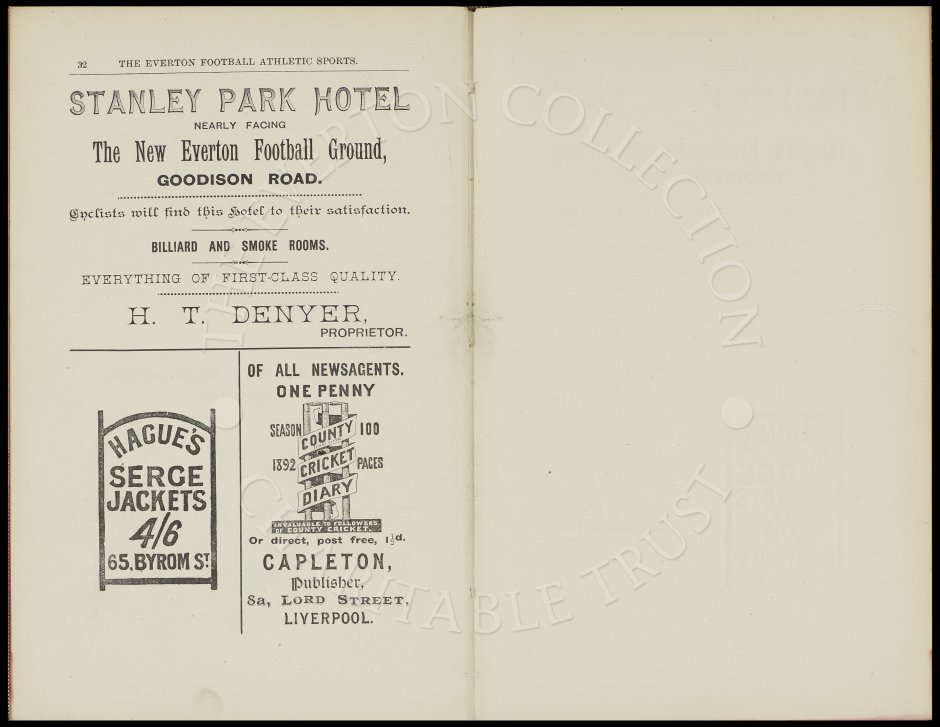 32 THE EVERTON FOOTBALL ATHLETIC SPORTS.
STANLEY PARK HOTEL
NEARLY FACING
The New Everton Football Ground,
GOODISON ROAD.
Cyclists will find this Hotel to their satisfaction.
BILLIARD AND SMOKE ROOMS.
EVERYTHING OF FIRST-CLASS QUALITY.
H. T. DENYER,
PROPRIETOR.
HAGUE'S
SERGE
JACKETS
4/6
65, BYROM ST.
OF ALL NEWSAGENTS.
ONE PENNY
SEASON COUNTY 100
1892 CRICKET PAGES
DIARY
INVALUABLE TO FOLLOWERS
OF COUNTY CRICKET.
Or direct, post free, 1½d.
CAPLETON,
Publisher,
8a, LORD STREET,
LIVERPOOL.
THE EVERTON COLLECTION
CHARITABLE TRUST